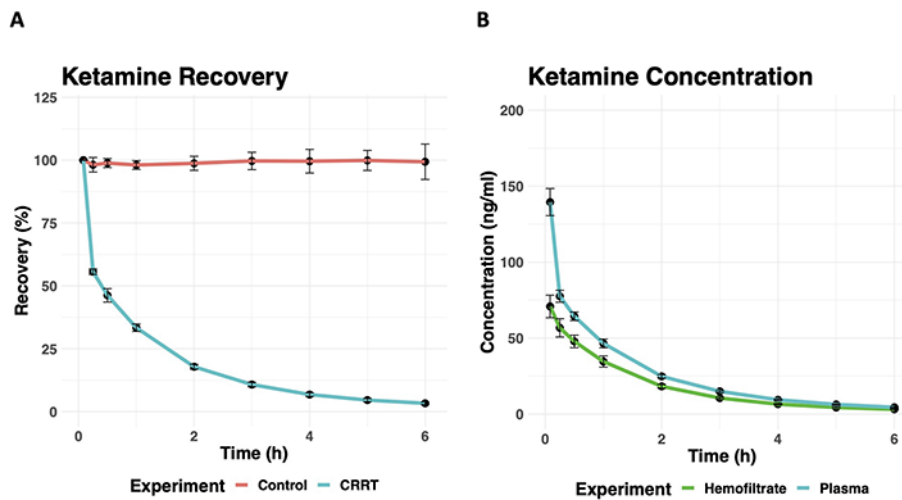 A
B
Ketamine Recovery
Ketamine Concentration
125
100
75
50
25
0
Recovery (%)
0 2 4 6
Time (h)
Experiment Control CRRT
200
150
100
50
0
Concentration (ng/ml)
0 2 4 6
Time (h)
Experiment Hemofiltrate Plasma